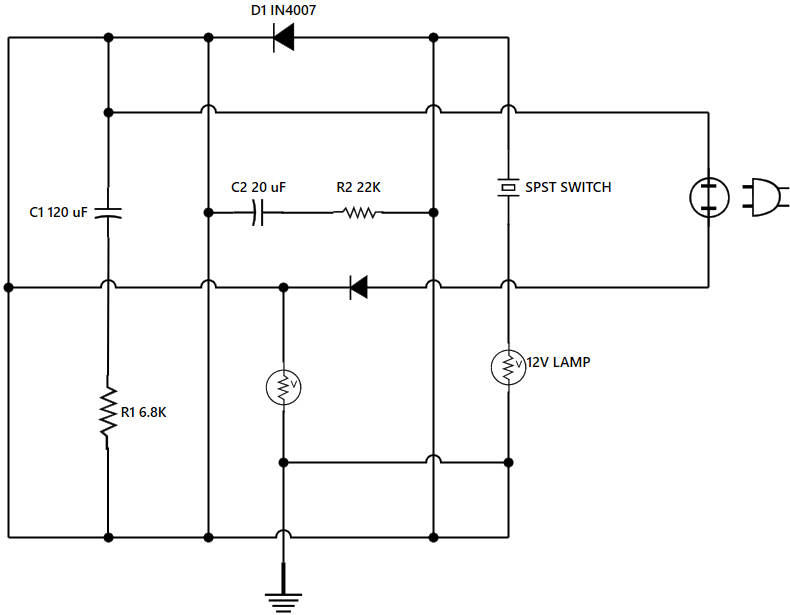 D1 IN4007
C2 20 uF
R2 22K
SPST SWITCH
C1 120 uF
V
12V LAMP
V
R1 6.8K